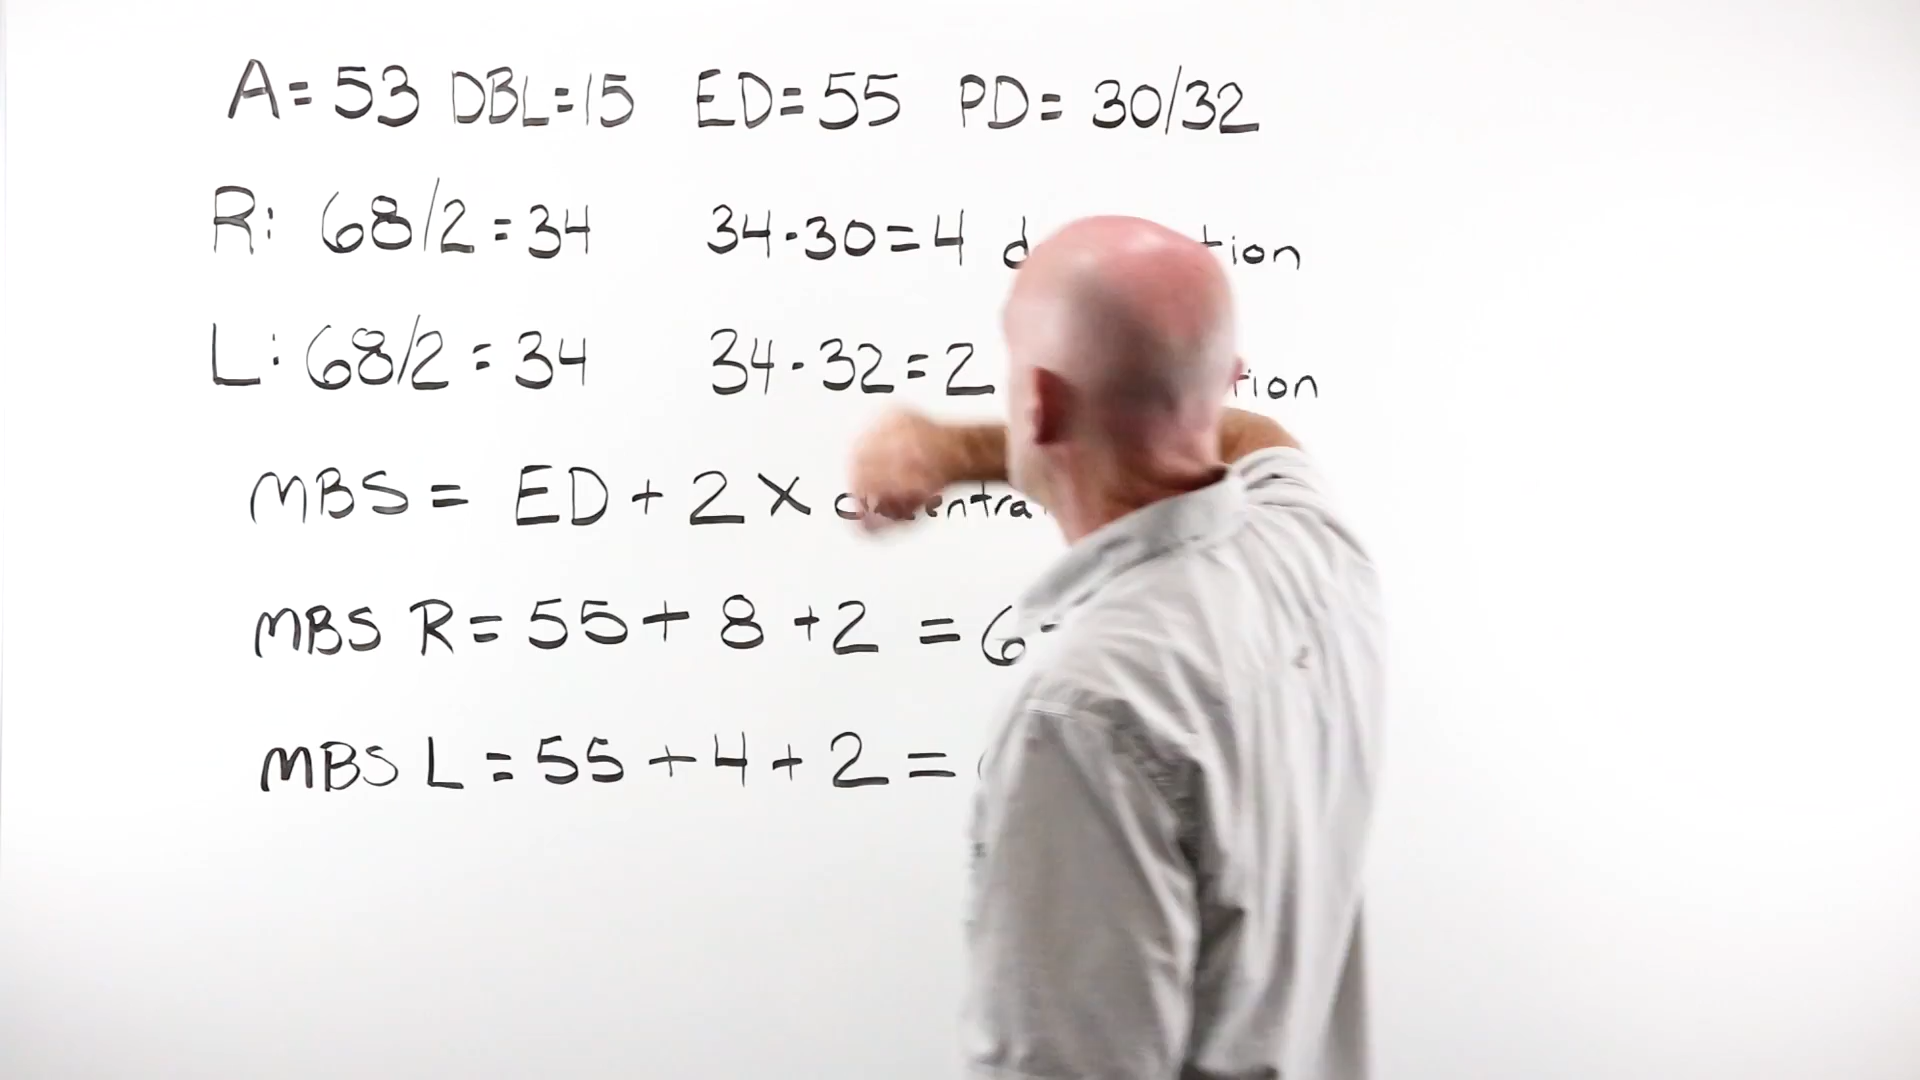 A=53 DBL=15 ED=55 PD= 30/32
R: 68/2=34 34-30=4
L: 68/2=34 34-32=2
MBS = ED + 2 X
MBS R= 55+ 8 +2 =
MBS L = 55 + 4 + 2 =